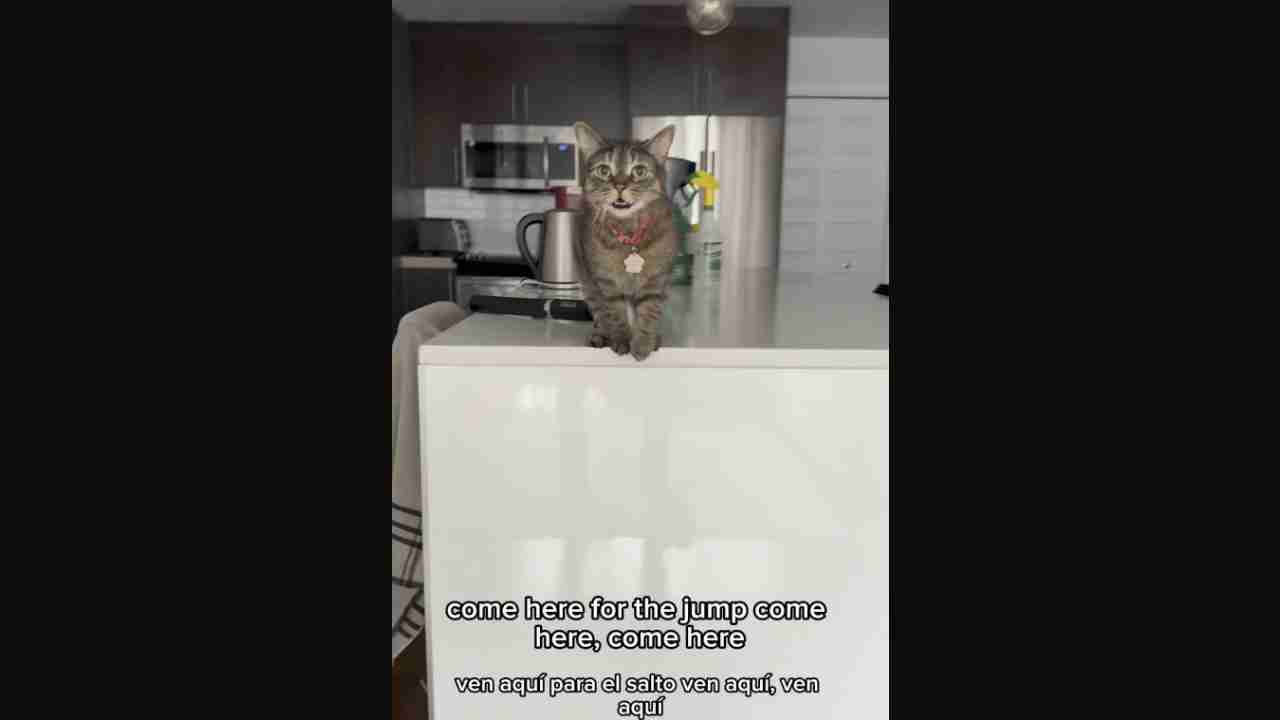 come here for the jump come
here, come here
ven aquí para el salto ven aquí, ven
aquí